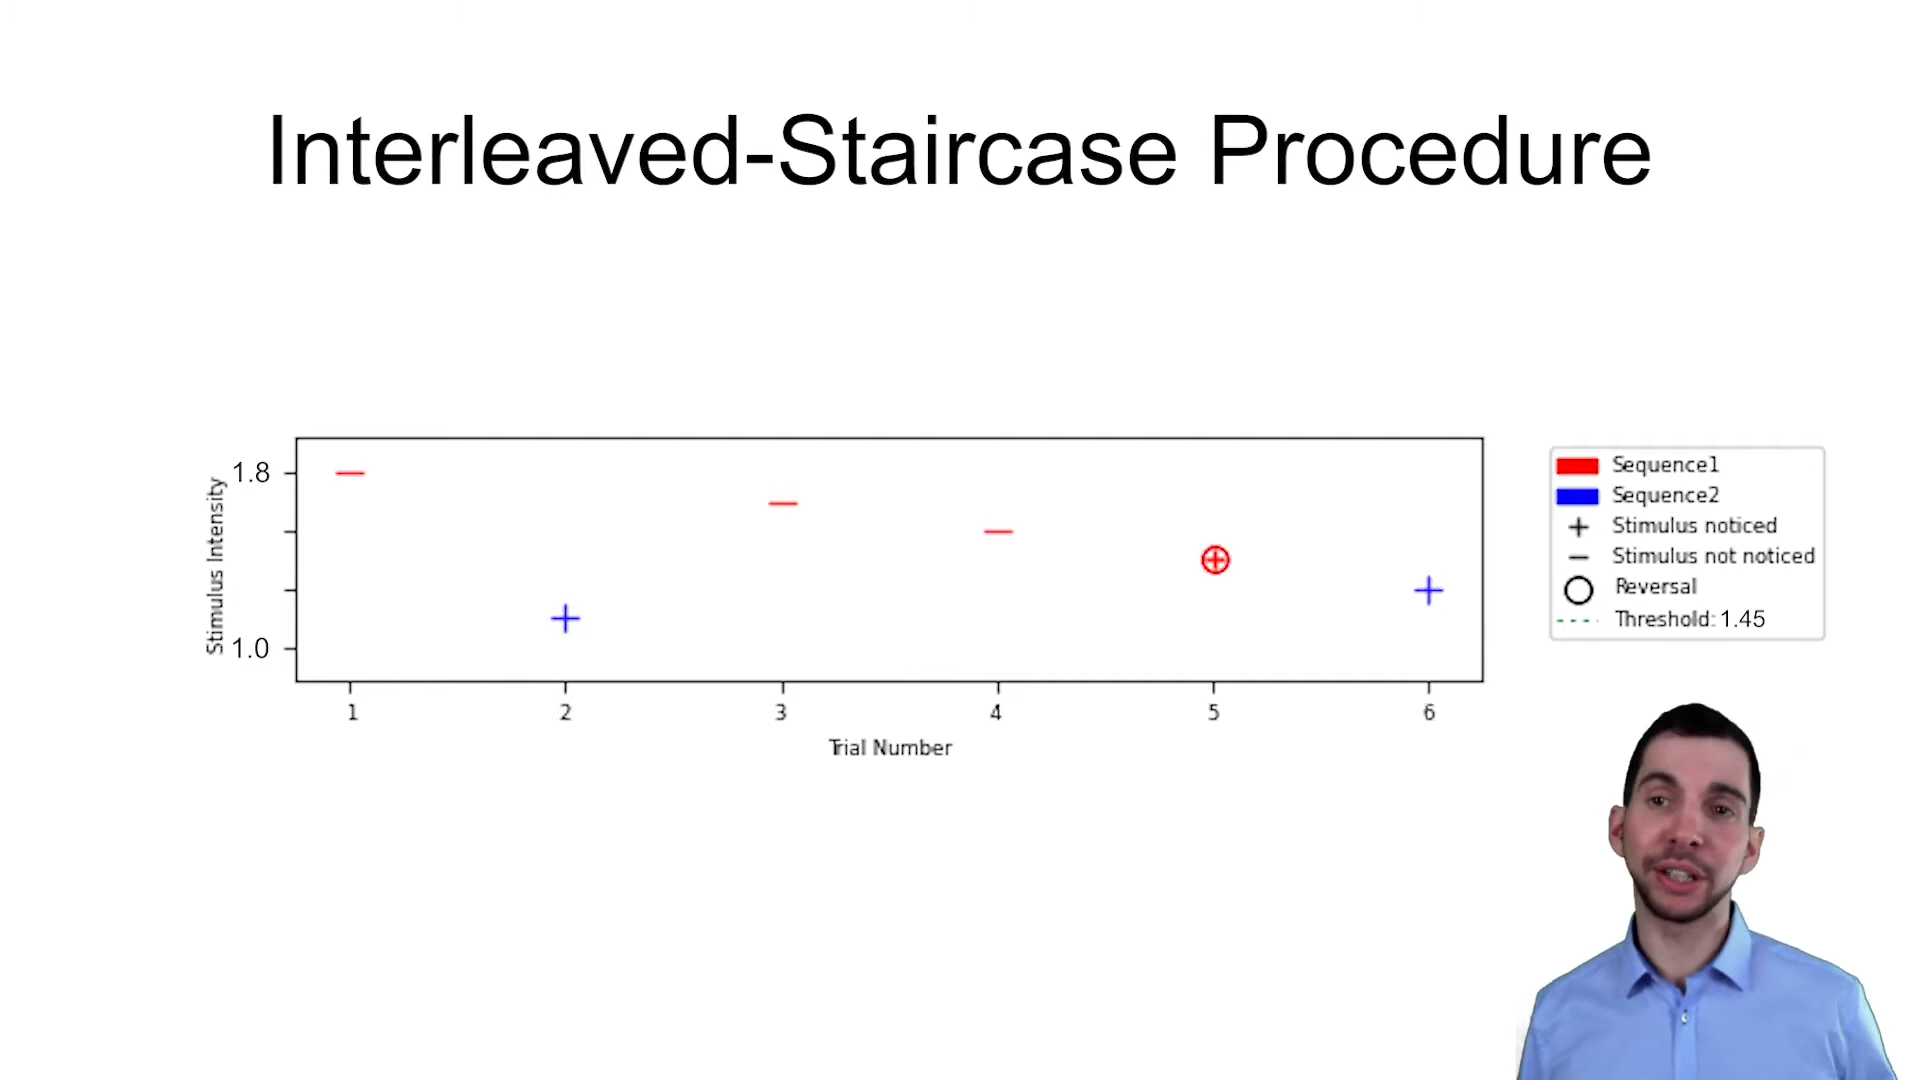 Interleaved-Staircase Procedure
Stimulus Intensity
1.8
1.0
1 2 3 4 5 6
Trial Number
Sequence1
Sequence2
Stimulus noticed
Stimulus not noticed
Reversal
Threshold: 1.45